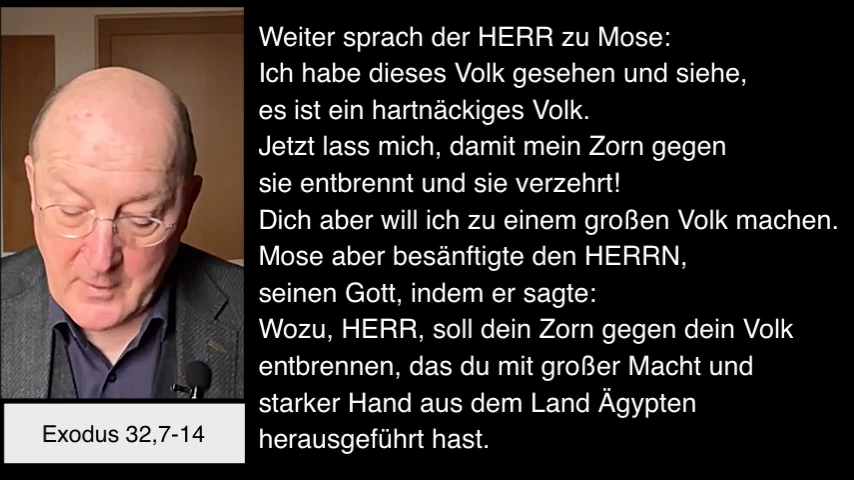 Weiter sprach der HERR zu Mose:
Ich habe dieses Volk gesehen und siehe,
es ist ein hartnäckiges Volk.
Jetzt lass mich, damit mein Zorn gegen
sie entbrennt und sie verzehrt!
Dich aber will ich zu einem großen Volk machen.
Mose aber besänftigte den HERRN,
seinen Gott, indem er sagte:
Wozu, HERR, soll dein Zorn gegen dein Volk
entbrennen, das du mit großer Macht und
starker Hand aus dem Land Ägypten
herausgeführt hast.
Exodus 32,7-14